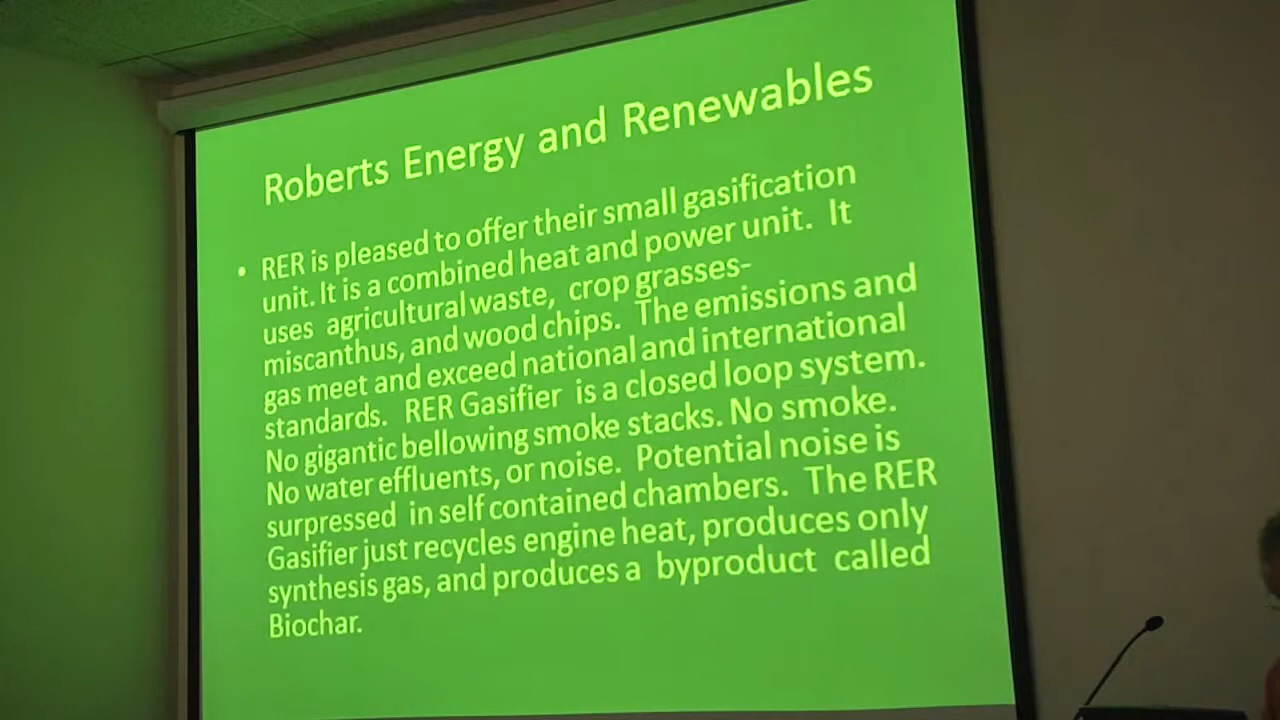 Roberts Energy and Renewables
• RER is pleased to offer their small gasification
unit. It is a combined heat and power unit. It
uses agricultural waste, crop grasses-
miscanthus, and wood chips. The emissions and
gas meet and exceed national and international
standards. RER Gasifier is a closed loop system.
No gigantic bellowing smoke stacks. No smoke.
No water effluents, or noise. Potential noise is
surpressed in self contained chambers. The RER
Gasifier just recycles engine heat, produces only
synthesis gas, and produces a byproduct called
Biochar.